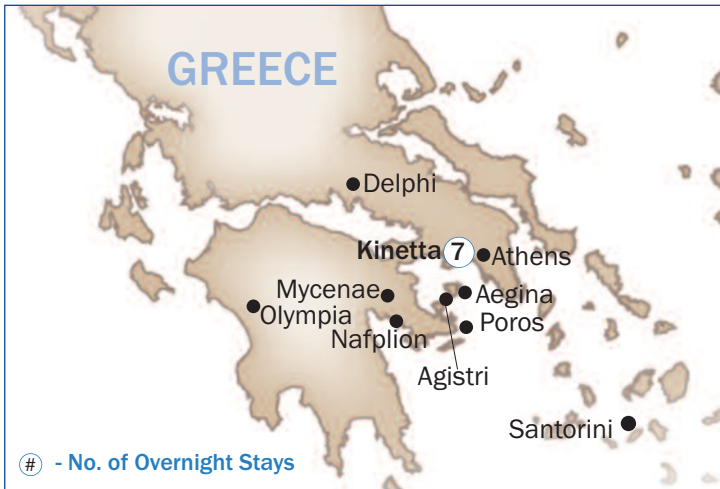 GREECE
Delphi
Kinetta 7
Athens
Mycenae
Aegina
Olympia
Poros
Nafplion
Agistri
Santorini
# - No. of Overnight Stays